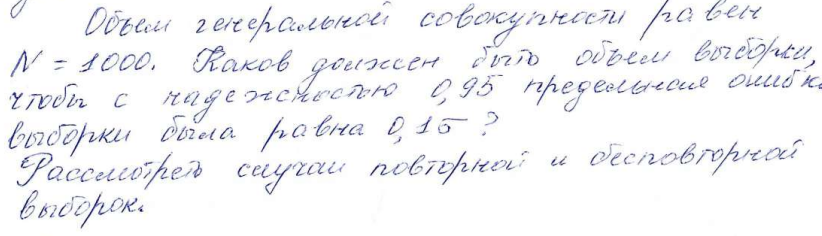 Объем генеральной совокупности равен
N = 1000. Каков должен быть объем выборки,
чтобы с надежностью 0,95 предельная ошибк
выборки была равна 0,1σ ?
Рассмотреть случаи повторной и бесповторной
выборок.